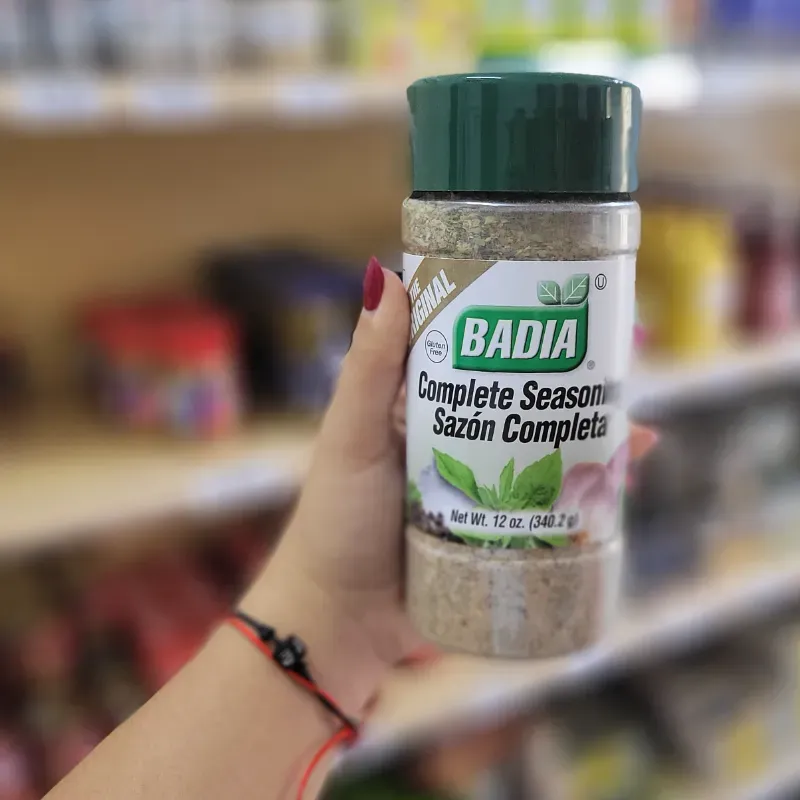 THE
ORIGINAL
U
BADIA
®
Gluten
Free
Complete Seasoni
Sazón Completa
Net Wt. 12 oz. (340.2 g)